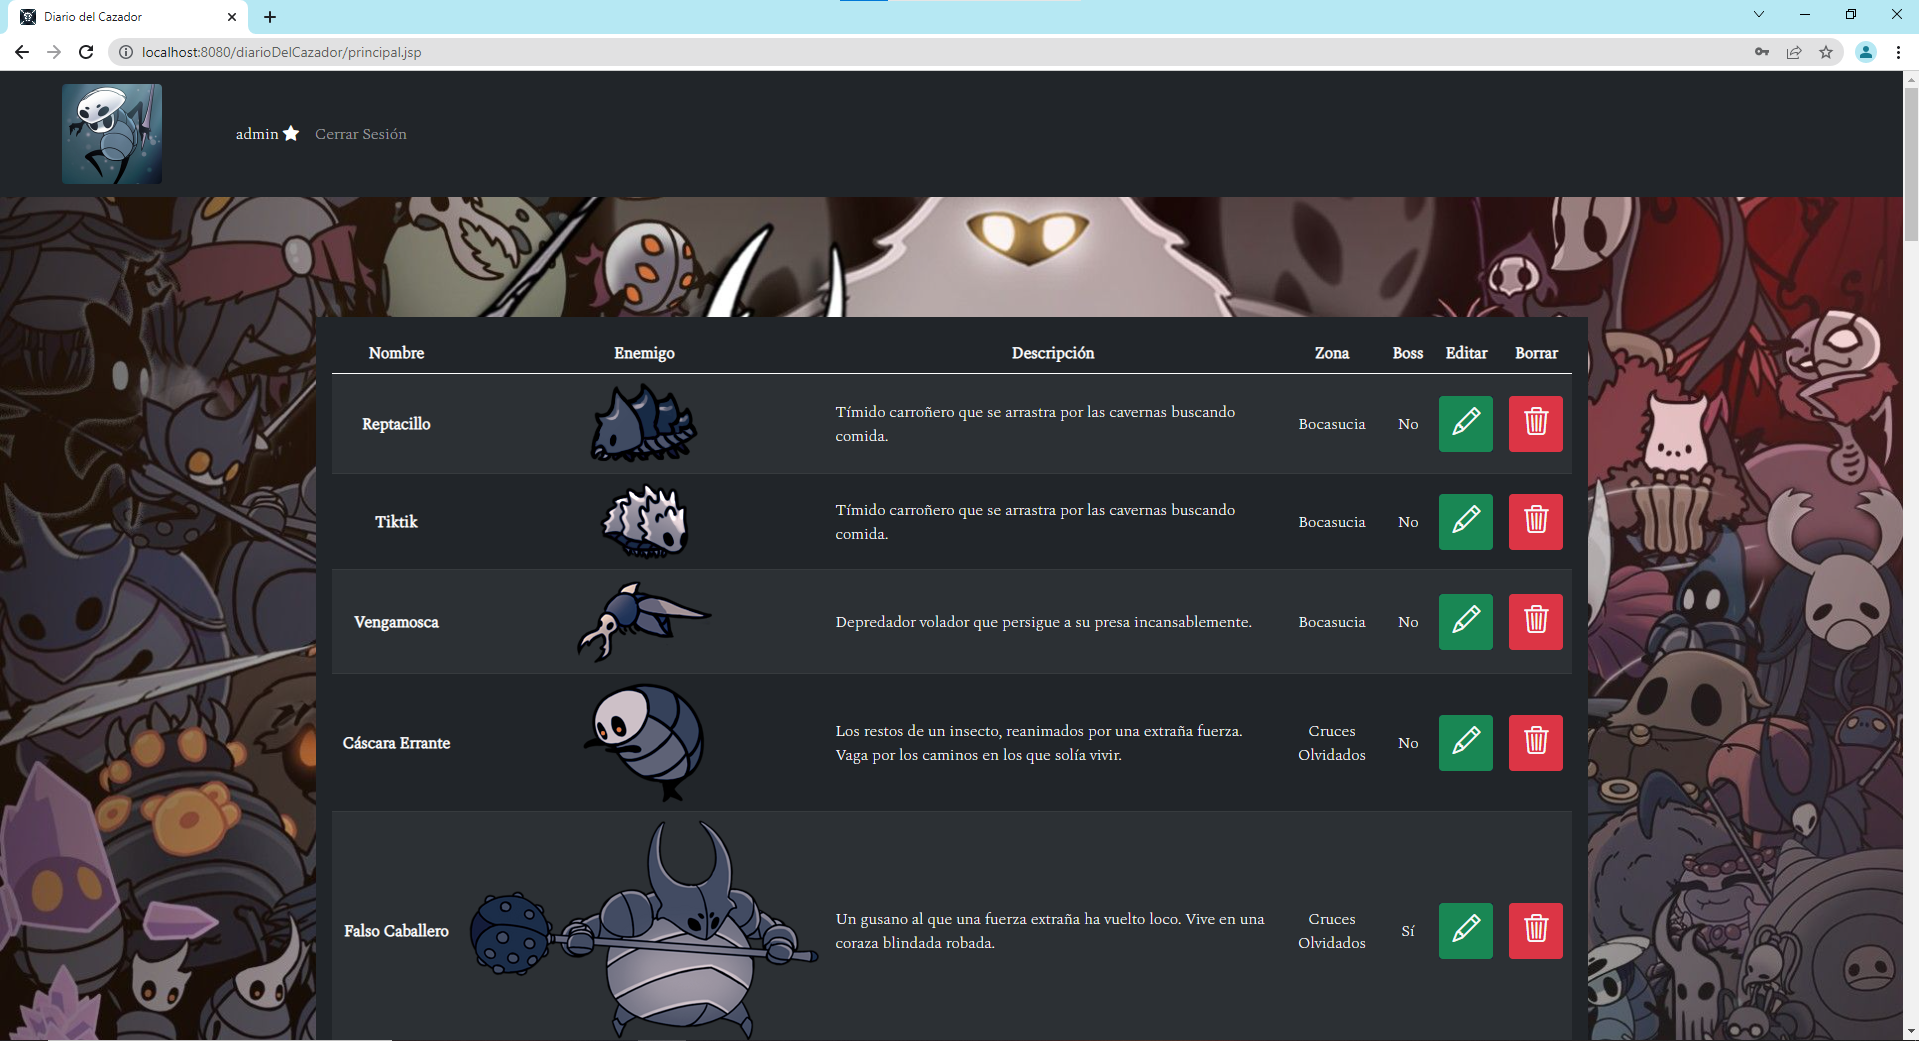 Diario del Cazador
localhost:8080/diarioDelCazador/principal.jsp
admin Cerrar Sesión
Nombre Enemigo Descripción Zona Boss Editar Borrar
Reptacillo Tímido carroñero que se arrastra por las cavernas buscando
comida. Bocasucia No
Tiktik Tímido carroñero que se arrastra por las cavernas buscando
comida. Bocasucia No
Vengamosca Depredador volador que persigue a su presa incansablemente. Bocasucia No
Cáscara Errante Los restos de un insecto, reanimados por una extraña fuerza.
Vaga por los caminos en los que solía vivir. Cruces
Olvidados No
Falso Caballero Un gusano al que una fuerza extraña ha vuelto loco. Vive en una
coraza blindada robada. Cruces
Olvidados Sí